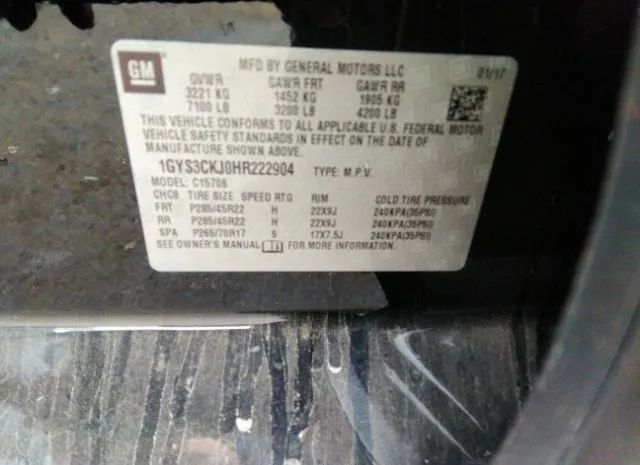 GM
MFD BY GENERAL MOTORS LLC 01/17
GVWR GAWR FRT GAWR RR
3221 KG 1452 KG 1905 KG
7100 LB 3200 LB 4200 LB
THIS VEHICLE CONFORMS TO ALL APPLICABLE U.S. FEDERAL MOTOR
VEHICLE SAFETY STANDARDS IN EFFECT ON THE DATE OF
MANUFACTURE SHOWN ABOVE.
1GYS3CKJ0HR222904 TYPE: M.P.V.
MODEL: C15706
CHCB TIRE SIZE SPEED RTG RIM COLD TIRE PRESSURE
FRT P285/45R22 H 22X9J 240KPA(35PSI)
RR P285/45R22 H 22X9J 240KPA(35PSI)
SPA P265/70R17 S 17X7.5J 240KPA(35PSI)
SEE OWNER'S MANUAL FOR MORE INFORMATION.